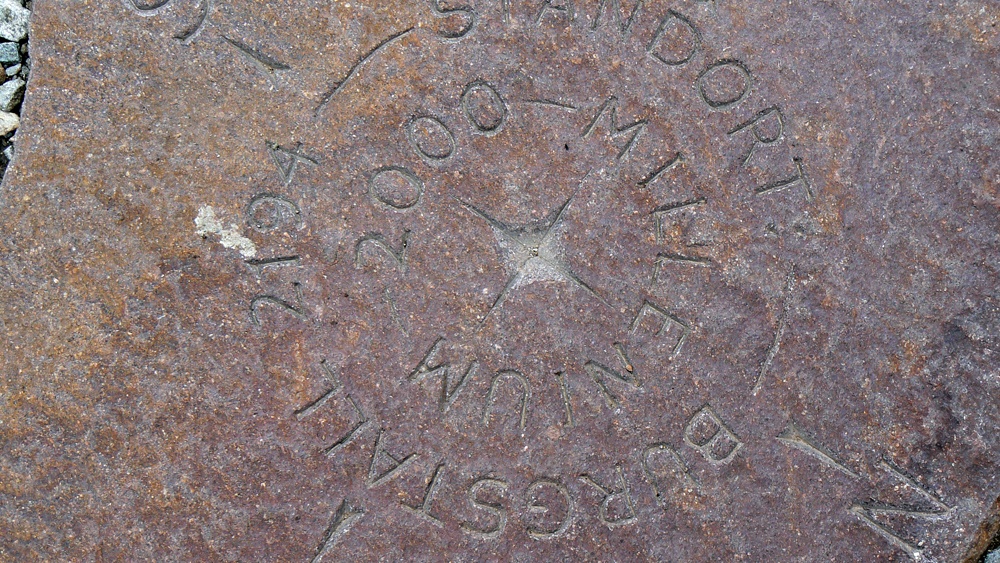 STANDORT:
BURGSTALL
2194
MILLENIUM
2000
N